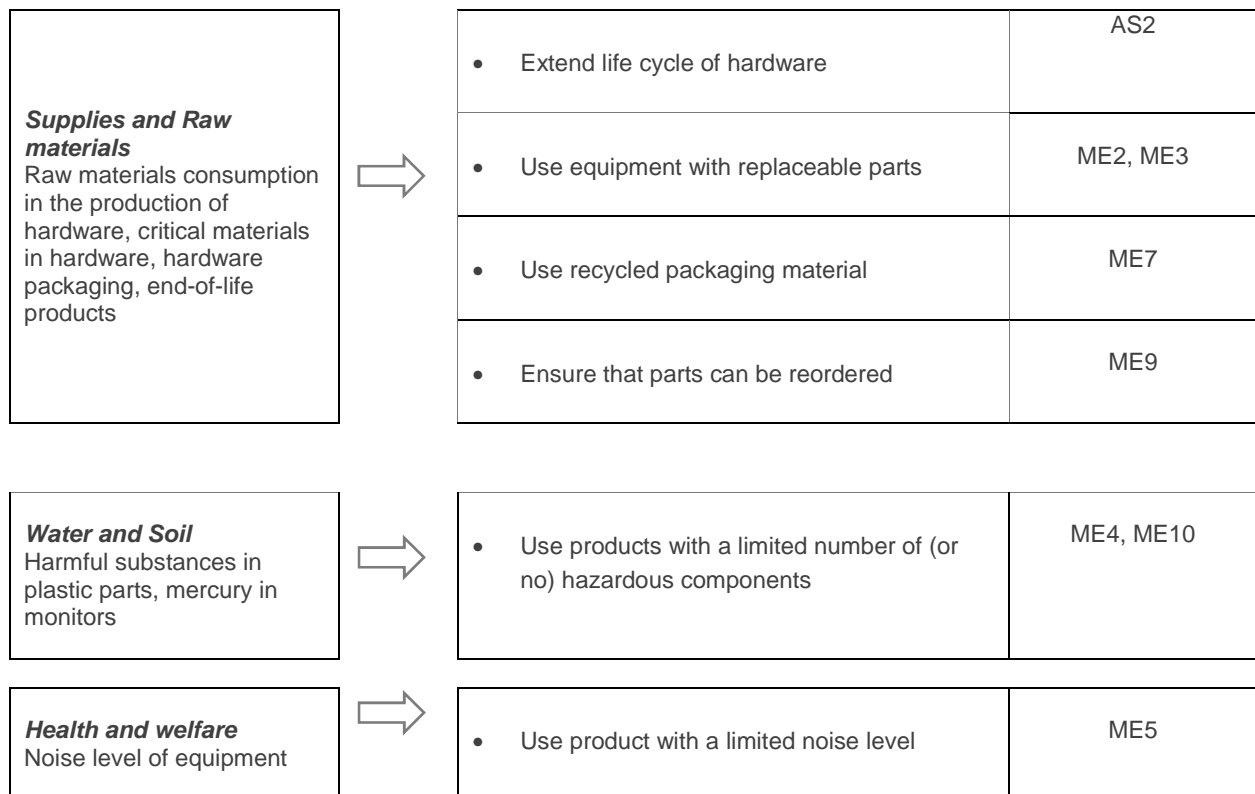 Supplies and Raw
materials
Raw materials consumption
in the production of
hardware, critical materials
in hardware, hardware
packaging, end-of-life
products
• Extend life cycle of hardware
AS2
• Use equipment with replaceable parts
ME2, ME3
• Use recycled packaging material
ME7
• Ensure that parts can be reordered
ME9
Water and Soil
Harmful substances in
plastic parts, mercury in
monitors
• Use products with a limited number of (or
no) hazardous components
ME4, ME10
Health and welfare
Noise level of equipment
• Use product with a limited noise level
ME5